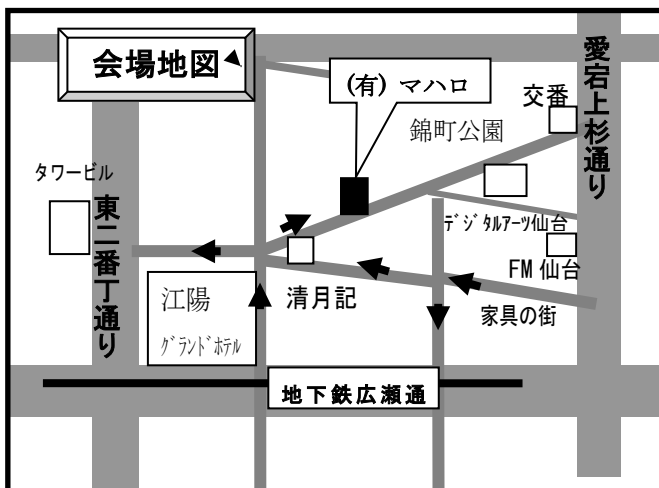 会場地図
(有) マハロ
交番
愛宕上杉通り
錦町公園
タワービル
東二番丁通り
ﾃﾞｼﾞﾀﾙｱｰﾂ仙台
FM 仙台
江陽
ｸﾞﾗﾝﾄﾞﾎﾃﾙ
清月記
家具の街
地下鉄広瀬通